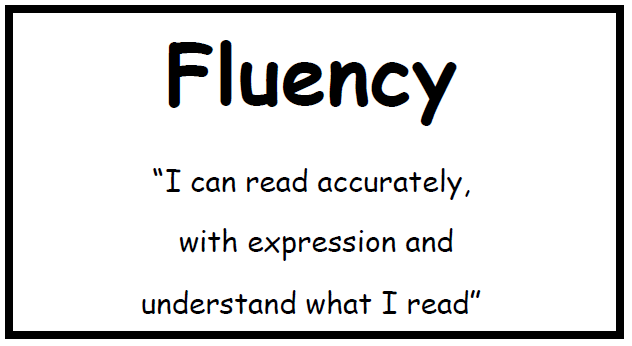 Fluency
“I can read accurately,
with expression and
understand what I read”